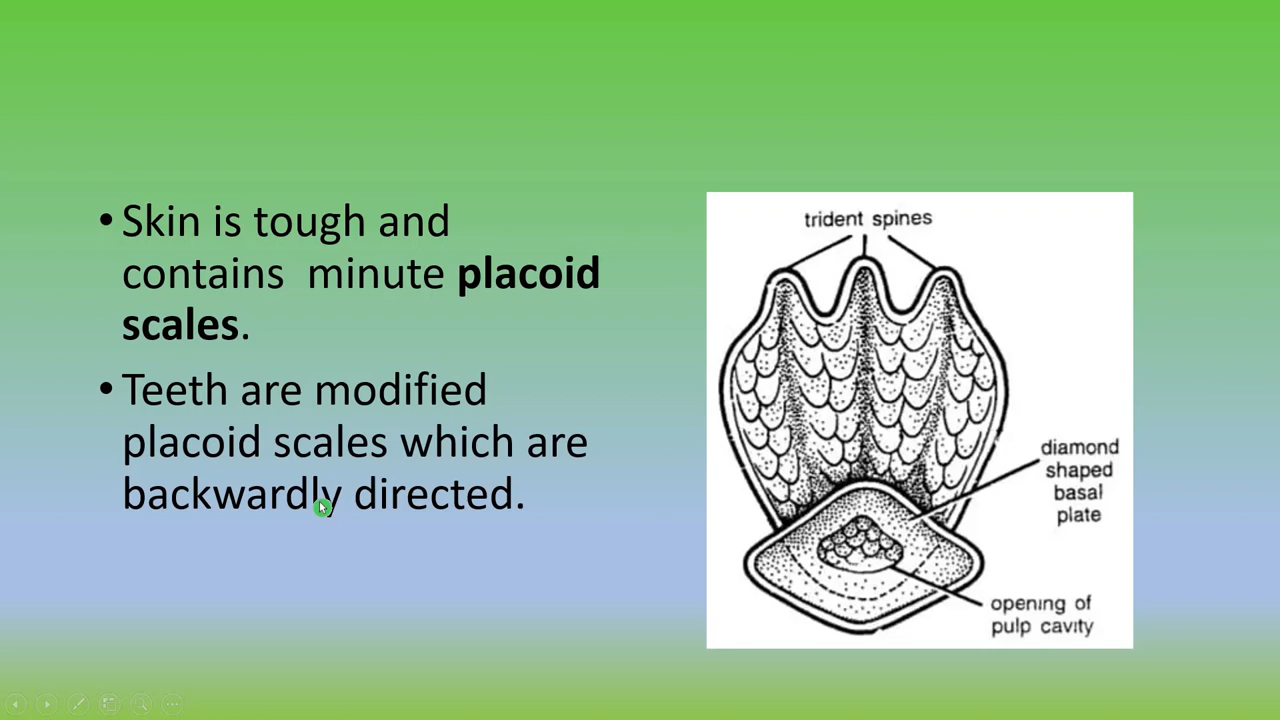 • Skin is tough and
contains  minute placoid
scales.
• Teeth are modified
placoid scales which are
backwardly directed.
trident spines
diamond
shaped
basal
plate
opening of
pulp cavity